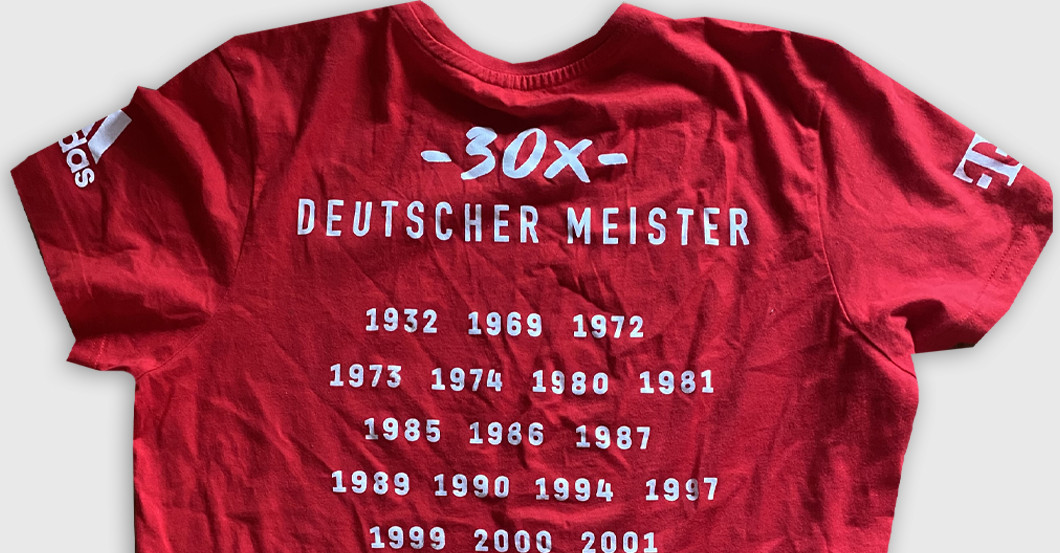 -30x-
DEUTSCHER MEISTER
1932 1969 1972
1973 1974 1980 1981
1985 1986 1987
1989 1990 1994 1997
1999 2000 2001
das
T